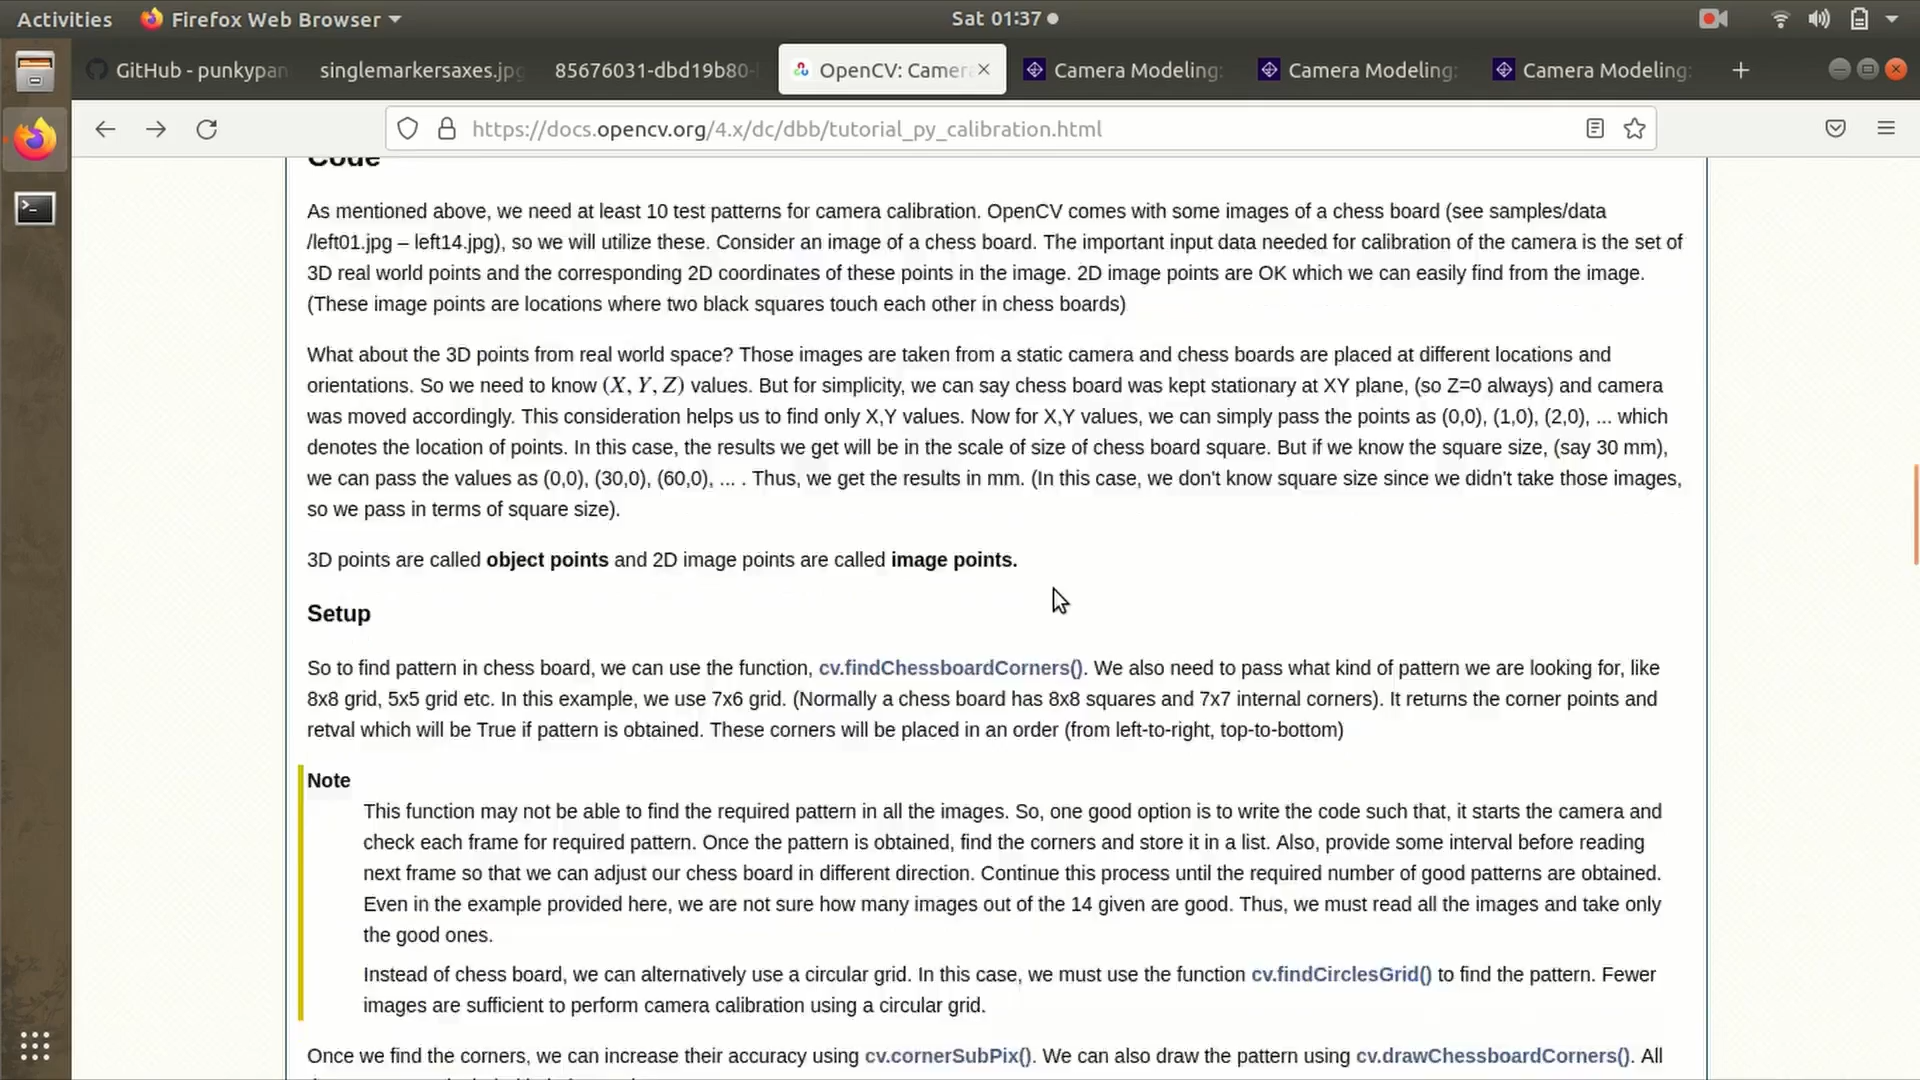 Activities
Firefox Web Browser
Sat 01:37
GitHub - punkypan
singlemarkersaxes.jpg
85676031-dbd19b80-
OpenCV: Camera
Camera Modeling:
Camera Modeling:
Camera Modeling:
https://docs.opencv.org/4.x/dc/dbb/tutorial_py_calibration.html
Code
As mentioned above, we need at least 10 test patterns for camera calibration. OpenCV comes with some images of a chess board (see samples/data
/left01.jpg – left14.jpg), so we will utilize these. Consider an image of a chess board. The important input data needed for calibration of the camera is the set of
3D real world points and the corresponding 2D coordinates of these points in the image. 2D image points are OK which we can easily find from the image.
(These image points are locations where two black squares touch each other in chess boards)
What about the 3D points from real world space? Those images are taken from a static camera and chess boards are placed at different locations and
orientations. So we need to know (X, Y, Z) values. But for simplicity, we can say chess board was kept stationary at XY plane, (so Z=0 always) and camera
was moved accordingly. This consideration helps us to find only X,Y values. Now for X,Y values, we can simply pass the points as (0,0), (1,0), (2,0), ... which
denotes the location of points. In this case, the results we get will be in the scale of size of chess board square. But if we know the square size, (say 30 mm),
we can pass the values as (0,0), (30,0), (60,0), ... . Thus, we get the results in mm. (In this case, we don't know square size since we didn't take those images,
so we pass in terms of square size).
3D points are called object points and 2D image points are called image points.
Setup
So to find pattern in chess board, we can use the function, cv.findChessboardCorners(). We also need to pass what kind of pattern we are looking for, like
8x8 grid, 5x5 grid etc. In this example, we use 7x6 grid. (Normally a chess board has 8x8 squares and 7x7 internal corners). It returns the corner points and
retval which will be True if pattern is obtained. These corners will be placed in an order (from left-to-right, top-to-bottom)
Note
This function may not be able to find the required pattern in all the images. So, one good option is to write the code such that, it starts the camera and
check each frame for required pattern. Once the pattern is obtained, find the corners and store it in a list. Also, provide some interval before reading
next frame so that we can adjust our chess board in different direction. Continue this process until the required number of good patterns are obtained.
Even in the example provided here, we are not sure how many images out of the 14 given are good. Thus, we must read all the images and take only
the good ones.
Instead of chess board, we can alternatively use a circular grid. In this case, we must use the function cv.findCirclesGrid() to find the pattern. Fewer
images are sufficient to perform camera calibration using a circular grid.
Once we find the corners, we can increase their accuracy using cv.cornerSubPix(). We can also draw the pattern using cv.drawChessboardCorners(). All